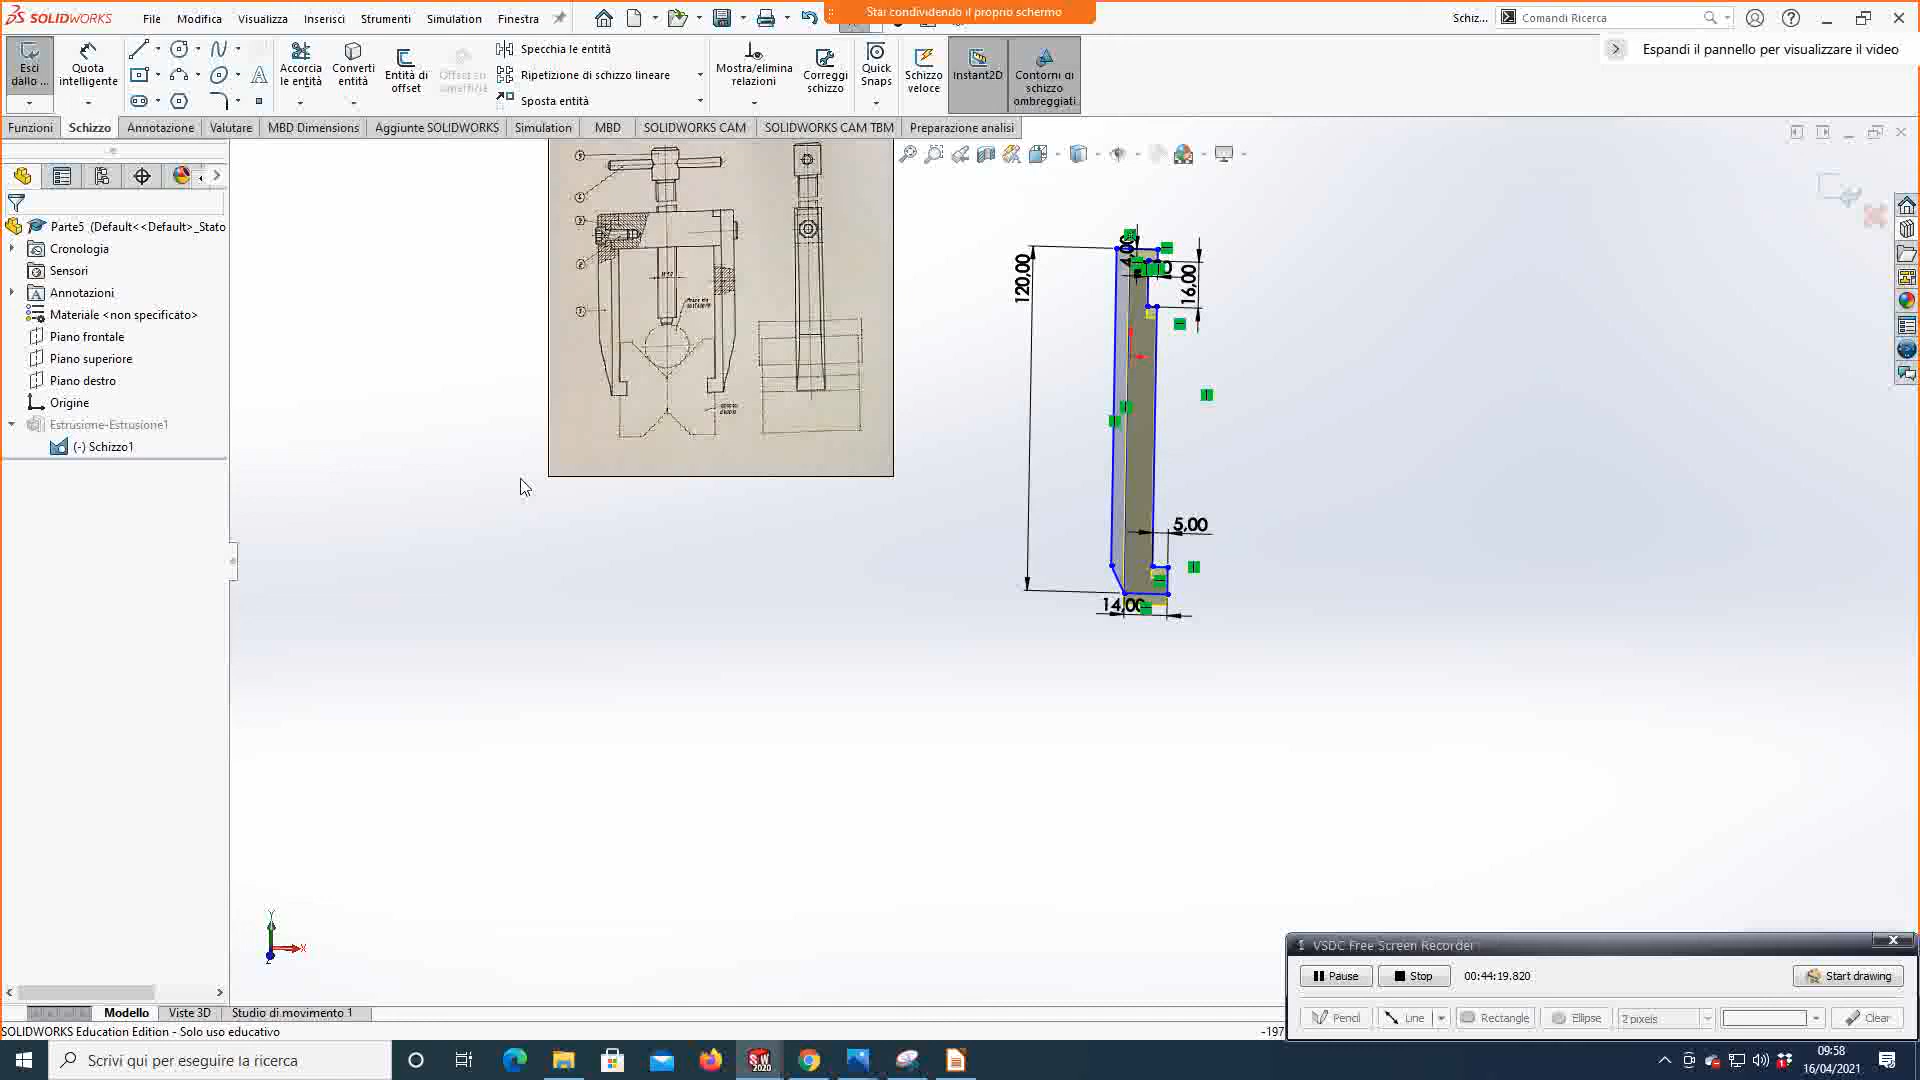 SOLIDWORKS
File
Modifica
Visualizza
Inserisci
Strumenti
Simulation
Finestra
Stai condividendo il proprio schermo
Schiz...
Comandi Ricerca
Espandi il pannello per visualizzare il video
Esci dallo ...
Quota intelligente
Accorcia le entità
Converti entità
Entità di offset
Offset su superficie
Specchia le entità
Ripetizione di schizzo lineare
Sposta entità
Mostra/elimina relazioni
Correggi schizzo
Quick Snaps
Schizzo veloce
Instant2D
Contorni di schizzo ombreggiati
Funzioni
Schizzo
Annotazione
Valutare
MBD Dimensions
Aggiunte SOLIDWORKS
Simulation
MBD
SOLIDWORKS CAM
SOLIDWORKS CAM TBM
Preparazione analisi
Parte5 (Default<<Default>_Stato
Cronologia
Sensori
Annotazioni
Materiale <non specificato>
Piano frontale
Piano superiore
Piano destro
Origine
Estrusione-Estrusione1
(-) Schizzo1
120,00
16,00
5,00
14,00
Y
X
Z
VSDC Free Screen Recorder
Pause
Stop
00:44:19.820
Start drawing
Pencil
Line
Rectangle
Ellipse
2 pixels
Clear
Modello
Viste 3D
Studio di movimento 1
SOLIDWORKS Education Edition - Solo uso educativo
-197
Scrivi qui per eseguire la ricerca
SW 2020
09:58
16/04/2021